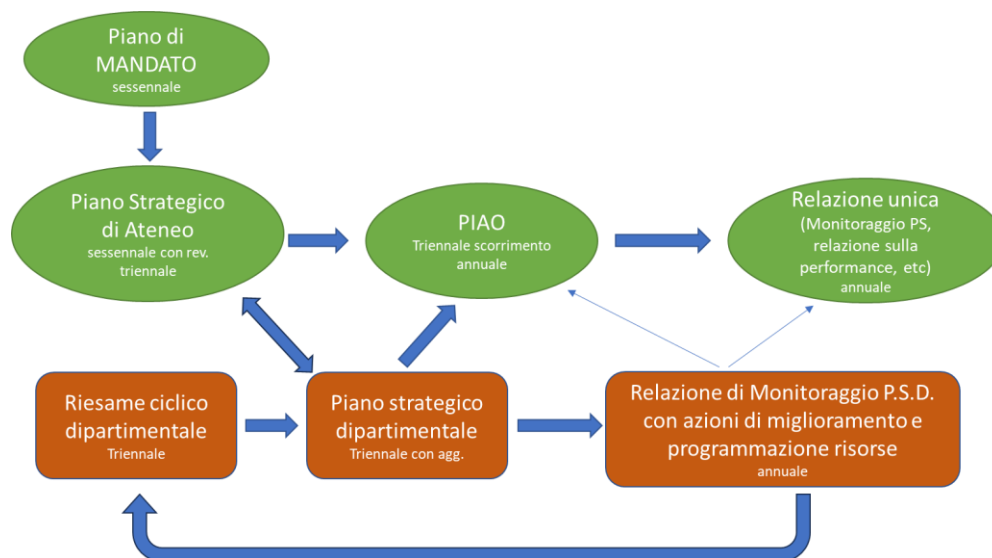 Piano di
MANDATO
sessennale
Piano Strategico
di Ateneo
sessennale con rev.
triennale
PIAO
Triennale scorrimento
annuale
Relazione unica
(Monitoraggio PS,
relazione sulla
performance, etc)
annuale
Riesame ciclico
dipartimentale
Triennale
Piano strategico
dipartimentale
Triennale con agg.
Relazione di Monitoraggio P.S.D.
con azioni di miglioramento e
programmazione risorse
annuale